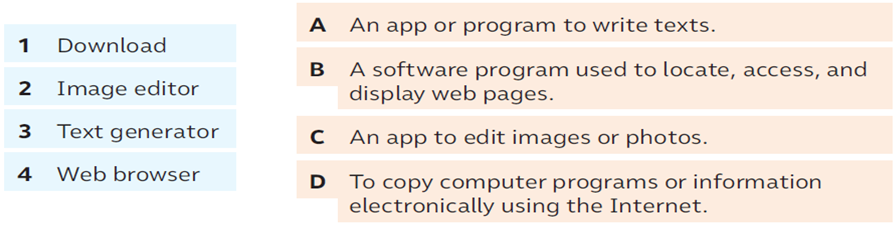 1 Download
2 Image editor
3 Text generator
4 Web browser
A An app or program to write texts.
B A software program used to locate, access, and
display web pages.
C An app to edit images or photos.
D To copy computer programs or information
electronically using the Internet.